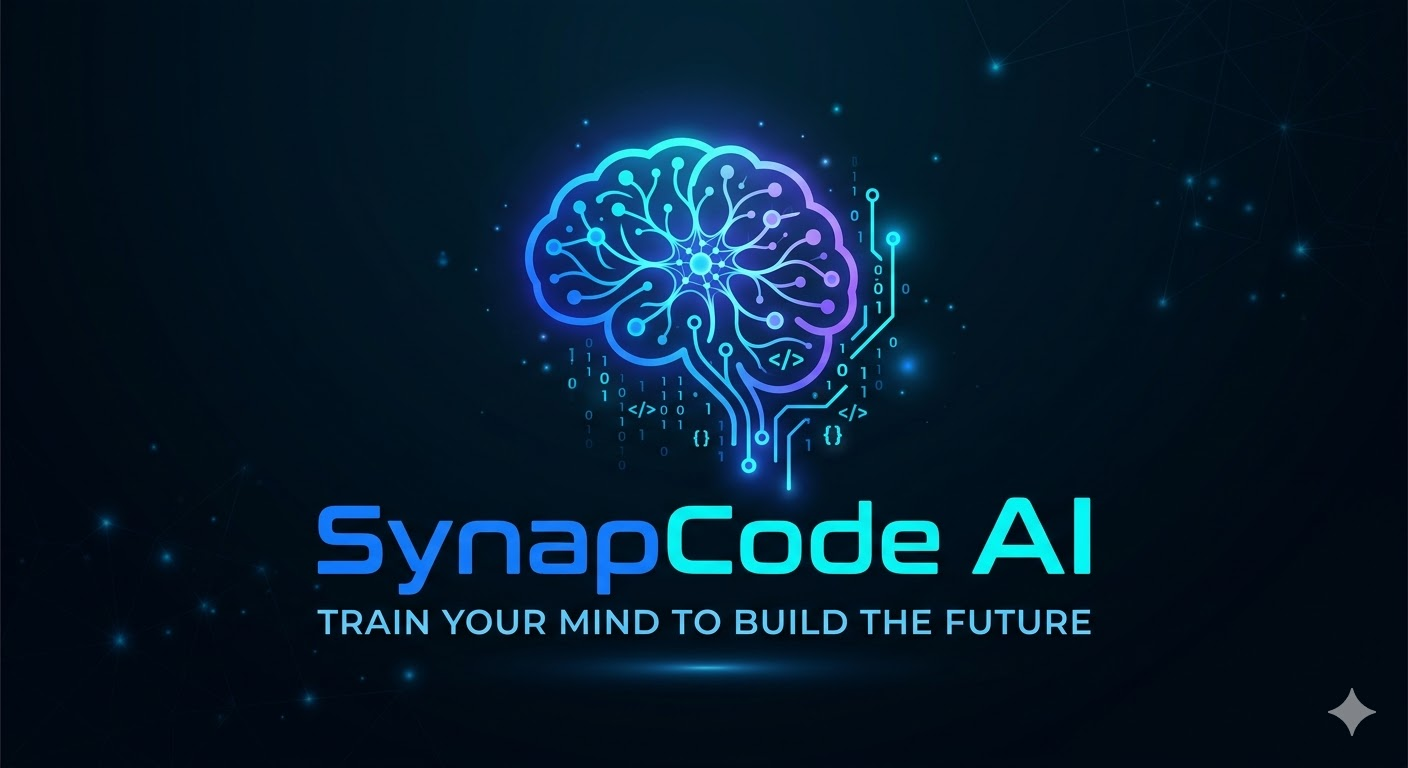 </>
</>
{}
</>
{}
SynapCode AI
TRAIN YOUR MIND TO BUILD THE FUTURE